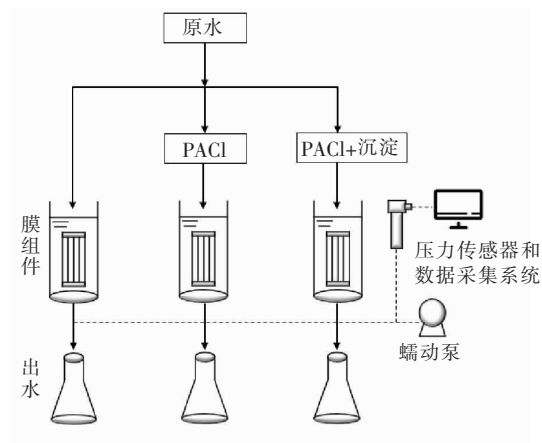 原水
PACl
PACl+沉淀
膜组件
压力传感器和
数据采集系统
蠕动泵
出水